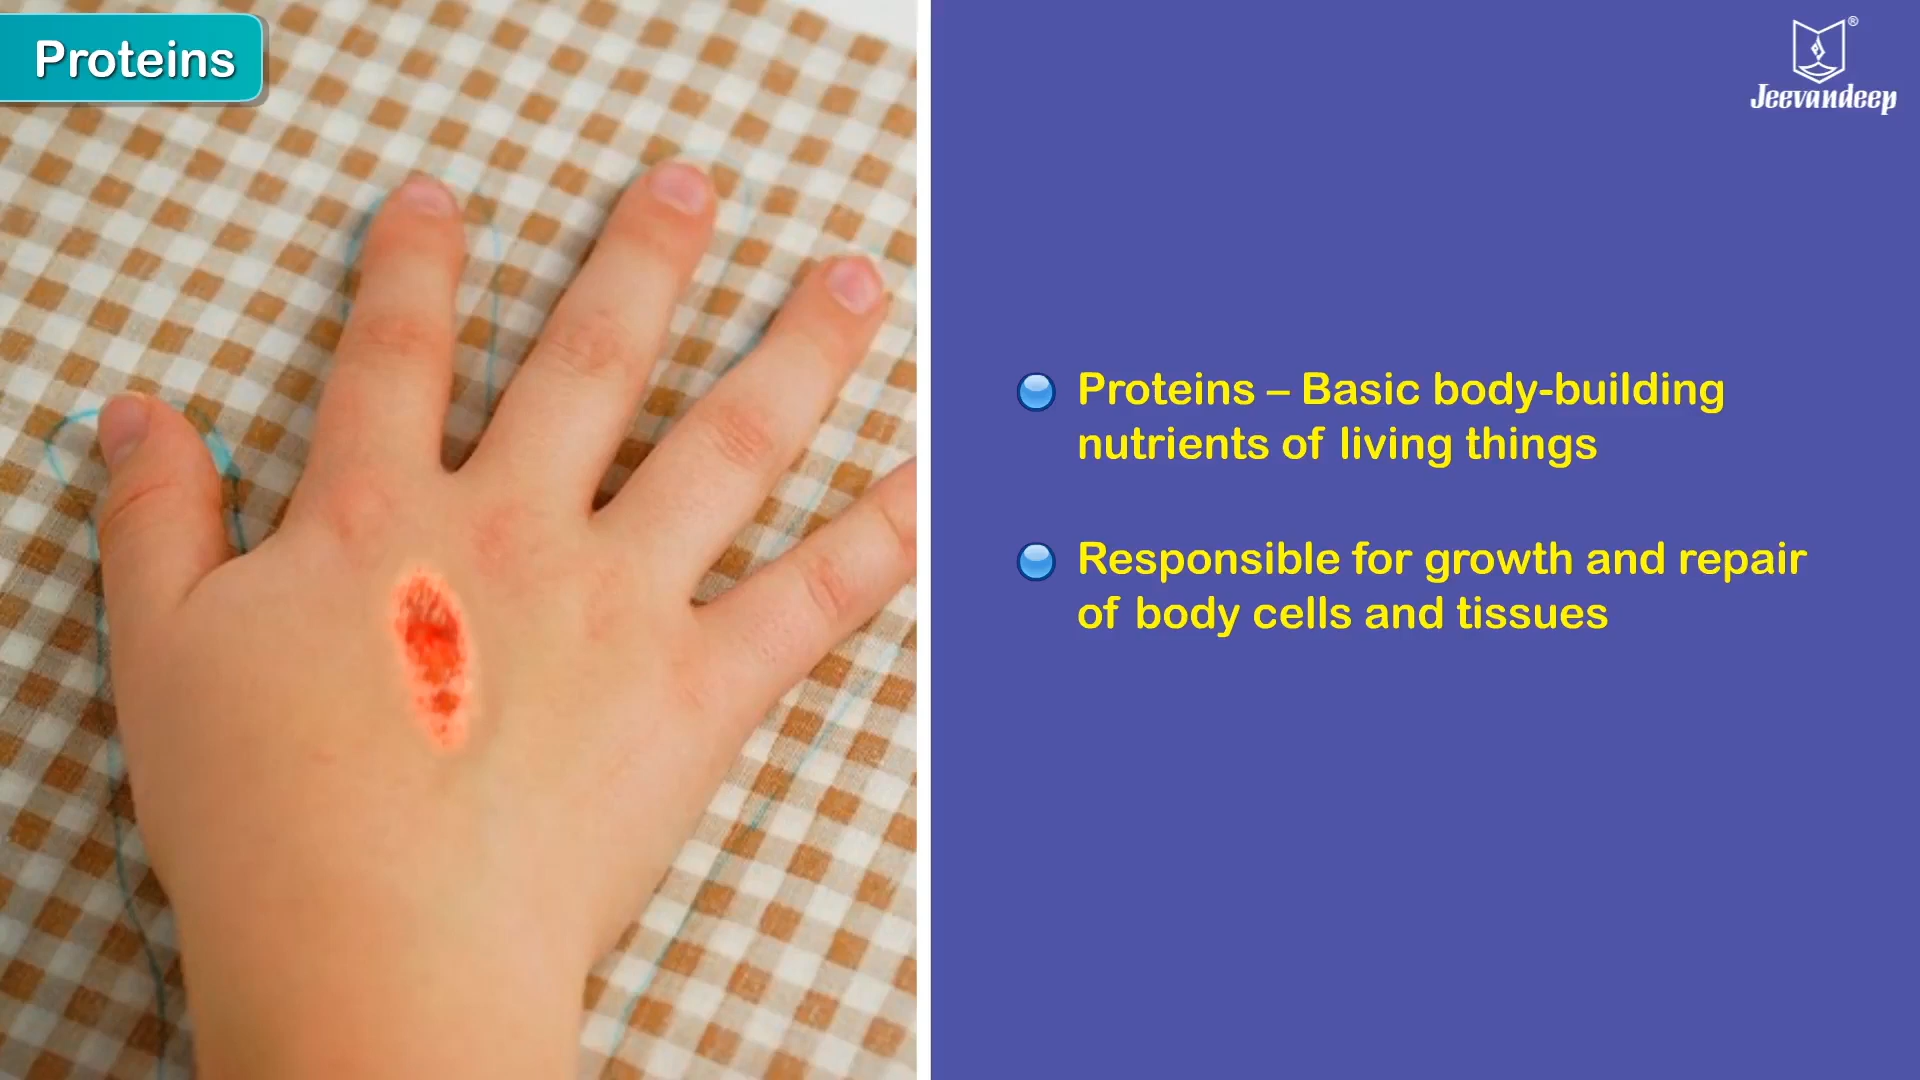 Proteins
Jeevandeep®
Proteins – Basic body-building
nutrients of living things
Responsible for growth and repair
of body cells and tissues